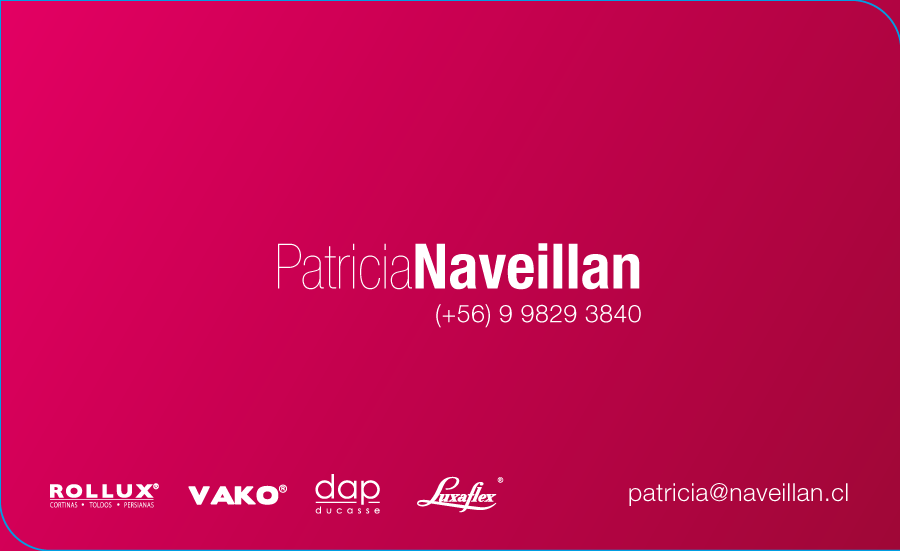 PatriciaNaveillan
(+56) 9 9829 3840
ROLLUX®
CORTINAS • TOLDOS • PERSIANAS
VAKO®
dap
ducasse
Luxaflex®
patricia@naveillan.cl